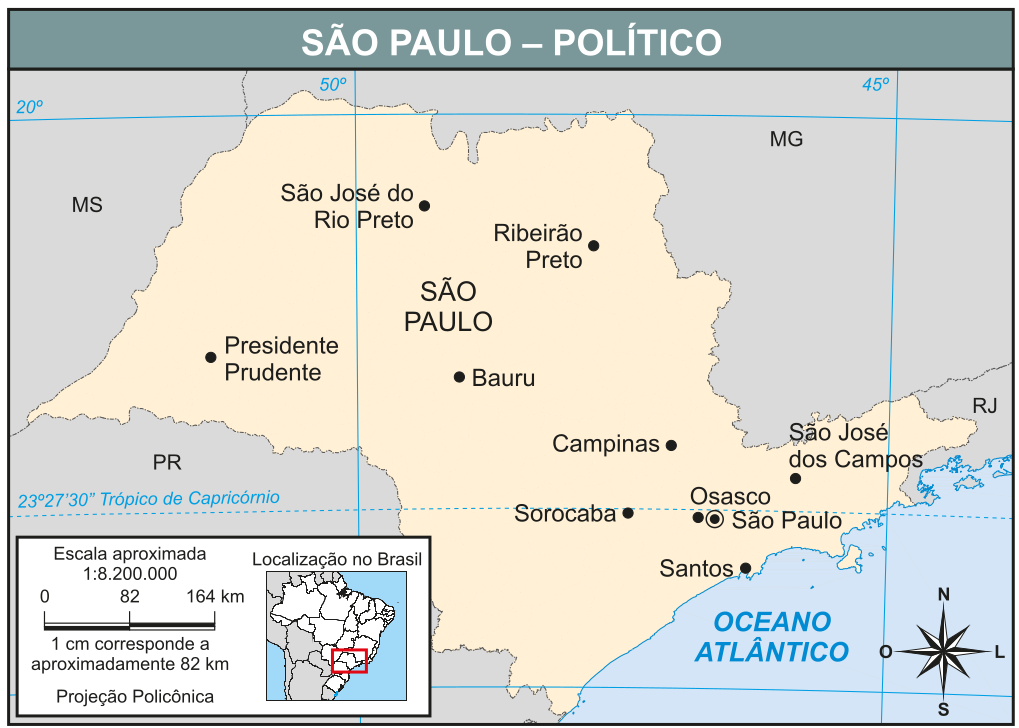 SÃO PAULO – POLÍTICO
50º
45º
20º
MG
MS
São José do
Rio Preto
Ribeirão
Preto
SÃO
PAULO
Presidente
Prudente
Bauru
RJ
São José
dos Campos
Campinas
PR
23º27’30” Trópico de Capricórnio
Osasco
Sorocaba
São Paulo
Santos
Escala aproximada
1:8.200.000
0 82 164 km
1 cm corresponde a
aproximadamente 82 km
Projeção Policônica
Localização no Brasil
OCEANO
ATLÂNTICO
N
O
L
S